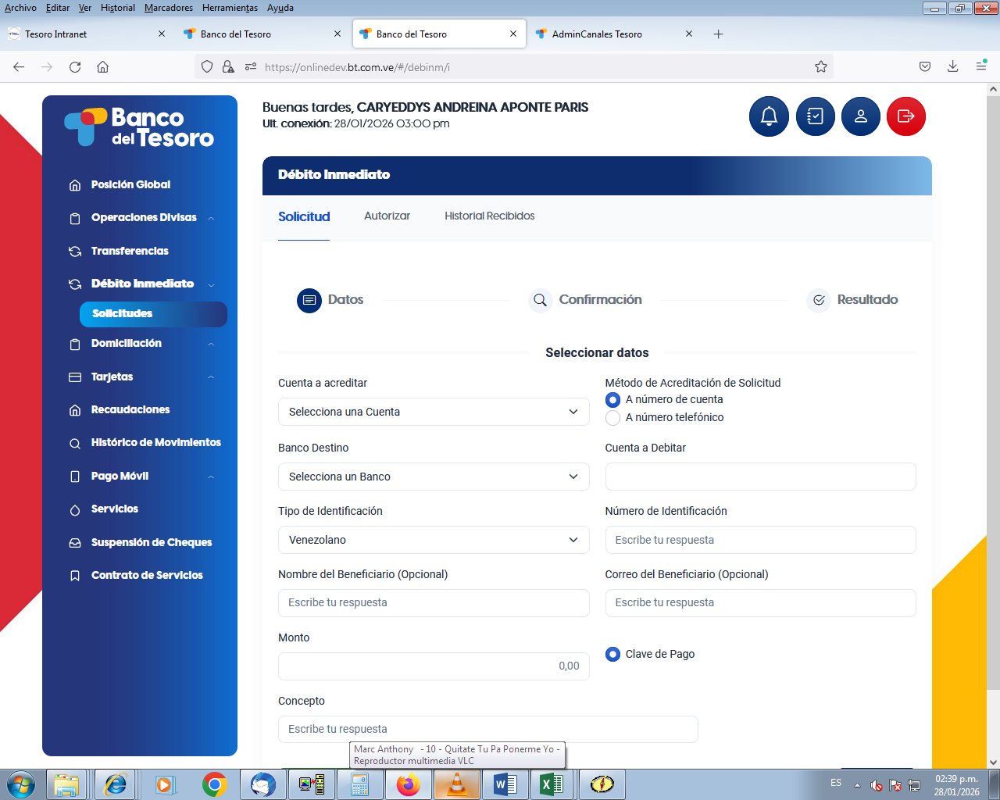 Archivo Editar Ver Historial Marcadores Herramientas Ayuda
Tesoro Intranet
Banco del Tesoro
Banco del Tesoro
AdminCanales Tesoro
https://onlinedev.bt.com.ve/#/debinm/i
Banco
del Tesoro
Buenas tardes, CARYEDDYS ANDREINA APONTE PARIS
Ult. conexión: 28/01/2026 03:00 pm
Posición Global
Operaciones Divisas
Transferencias
Débito Inmediato
Solicitudes
Domiciliación
Tarjetas
Recaudaciones
Histórico de Movimientos
Pago Móvil
Servicios
Suspensión de Cheques
Contrato de Servicios
Débito Inmediato
Solicitud Autorizar Historial Recibidos
Datos Confirmación Resultado
Seleccionar datos
Cuenta a acreditar
Selecciona una Cuenta
Método de Acreditación de Solicitud
A número de cuenta
A número telefónico
Banco Destino
Selecciona un Banco
Cuenta a Debitar
Tipo de Identificación
Venezolano
Número de Identificación
Escribe tu respuesta
Nombre del Beneficiario (Opcional)
Escribe tu respuesta
Correo del Beneficiario (Opcional)
Escribe tu respuesta
Monto
0,00
Clave de Pago
Concepto
Escribe tu respuesta
Marc Anthony - 10 - Quitate Tu Pa Ponerme Yo -
Reproductor multimedia VLC
ES
02:39 p.m.
28/01/2026